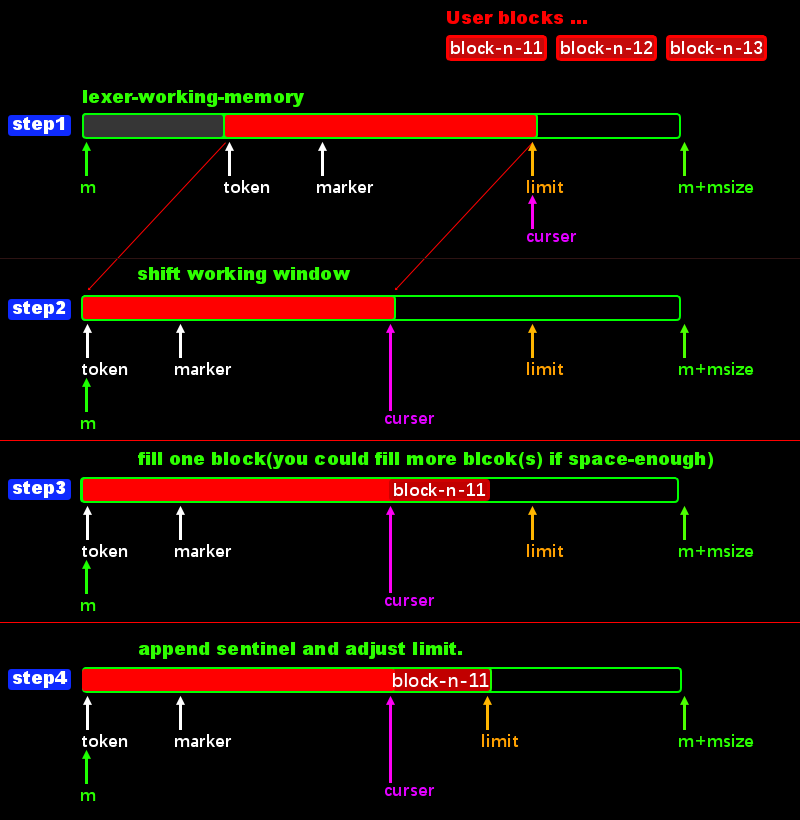 User blocks ...
block-n-11 block-n-12 block-n-13
lexer-working-memory
step1
m token marker limit m+msize
curser
shift working window
step2
token marker limit m+msize
m curser
fill one block(you could fill more blcok(s) if space-enough)
step3 block-n-11
token marker limit m+msize
m curser
append sentinel and adjust limit.
step4 block-n-11
token marker limit m+msize
m curser